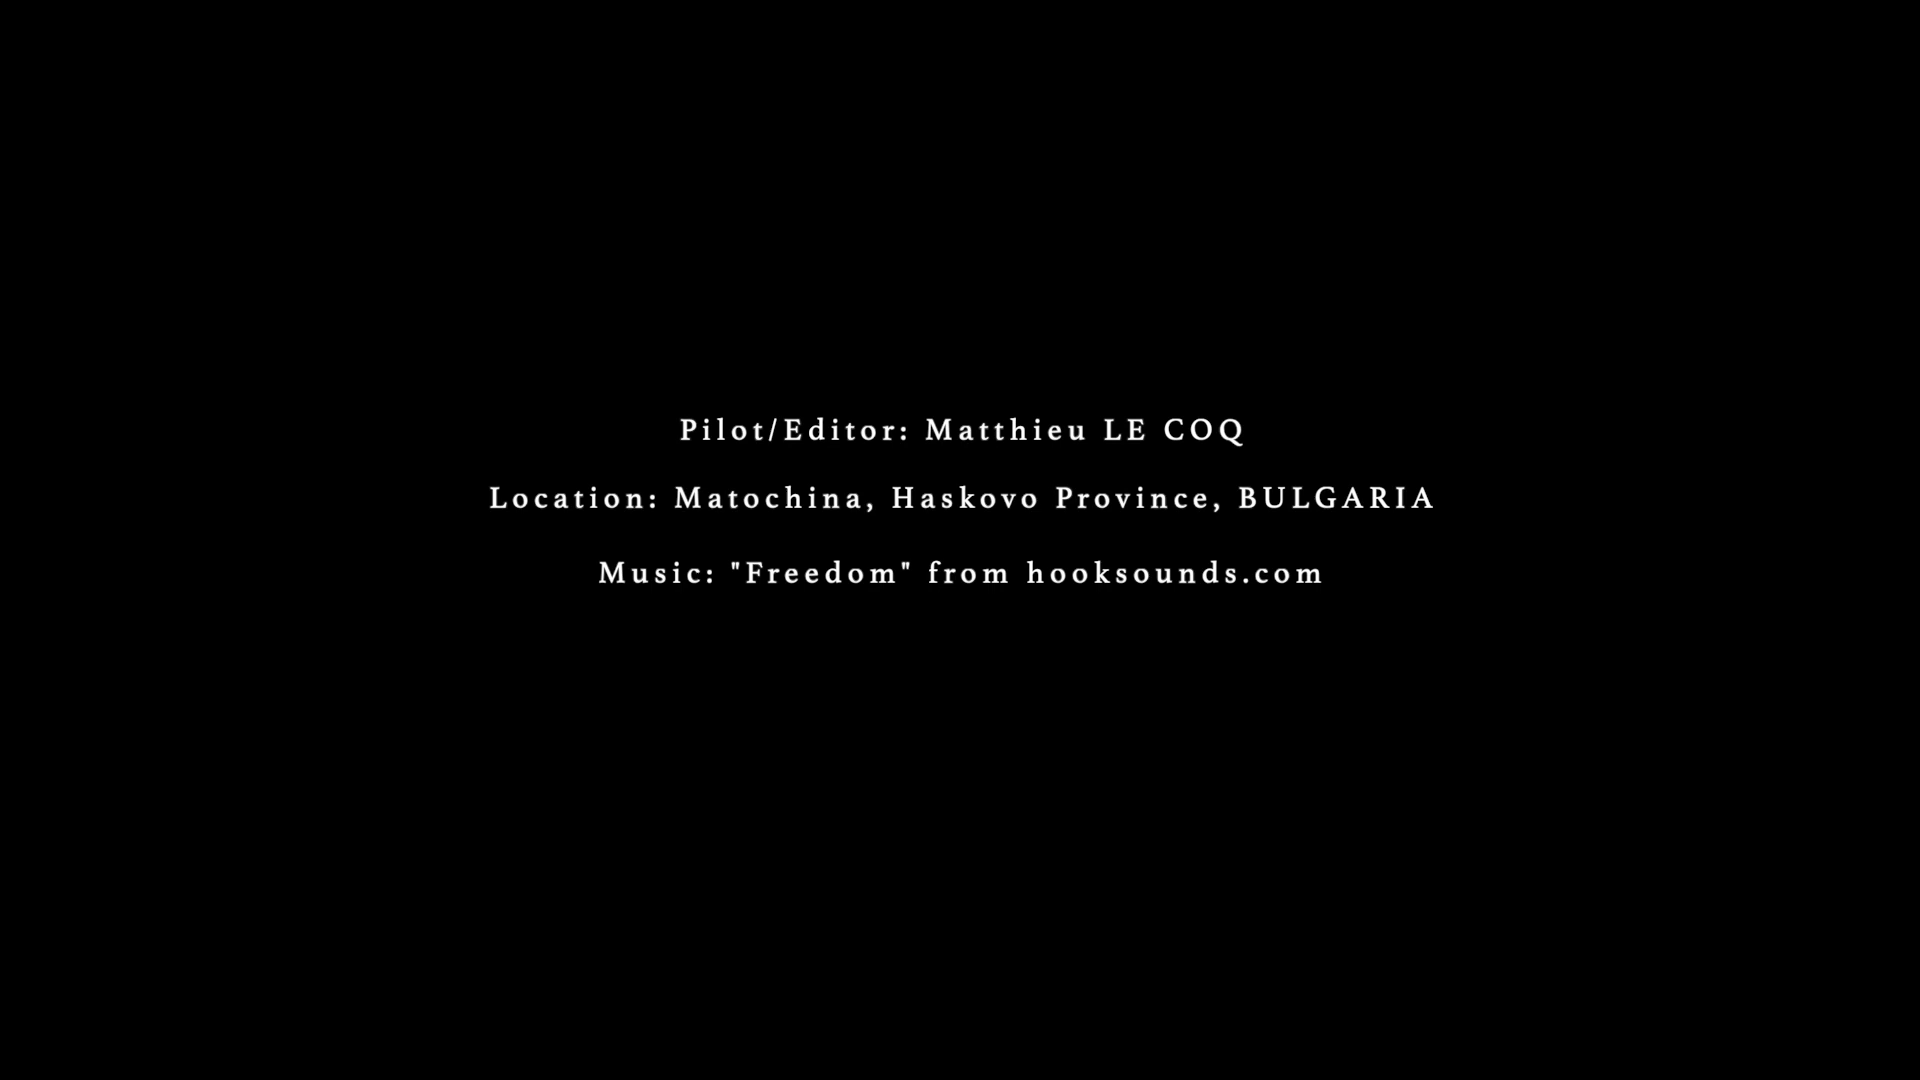 Pilot/Editor: Matthieu LE COQ
Location: Matochina, Haskovo Province, BULGARIA
Music: "Freedom" from hooksounds.com